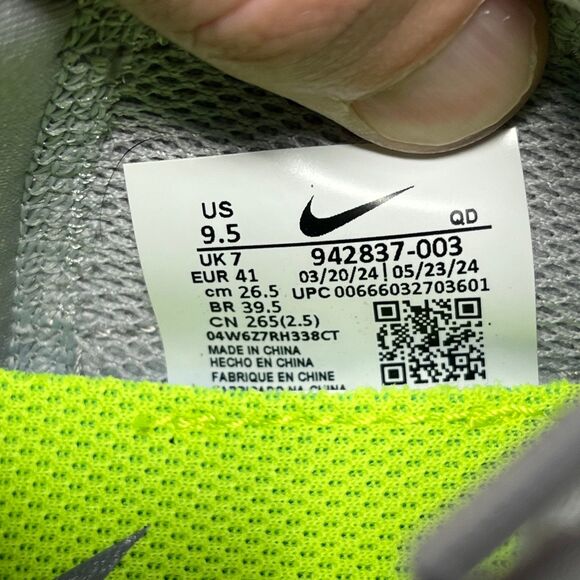 US
9.5
QD
UK 7
942837-003
EUR 41
03/20/24 | 05/23/24
cm 26.5
UPC 00666032703601
BR 39.5
CN 265(2.5)
04W6Z7RH338CT
MADE IN CHINA
HECHO EN CHINA
FABRIQUE EN CHINE
NA CHINA